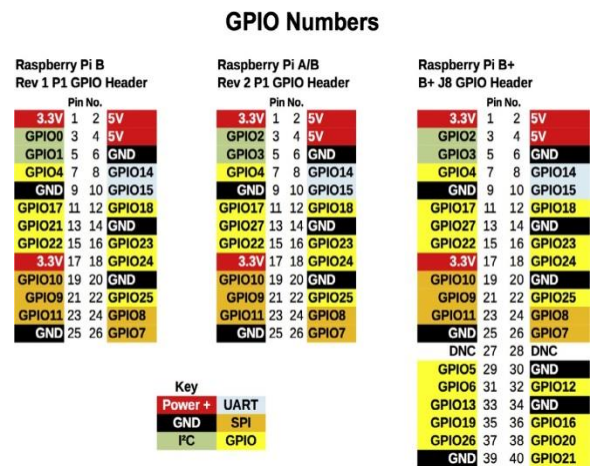 GPIO Numbers
Raspberry Pi B
Rev 1 P1 GPIO Header
Pin No.
3.3V 1 2 5V
GPIO0 3 4 5V
GPIO1 5 6 GND
GPIO4 7 8 GPIO14
GND 9 10 GPIO15
GPIO17 11 12 GPIO18
GPIO21 13 14 GND
GPIO22 15 16 GPIO23
3.3V 17 18 GPIO24
GPIO10 19 20 GND
GPIO9 21 22 GPIO25
GPIO11 23 24 GPIO8
GND 25 26 GPIO7
Raspberry Pi A/B
Rev 2 P1 GPIO Header
Pin No.
3.3V 1 2 5V
GPIO2 3 4 5V
GPIO3 5 6 GND
GPIO4 7 8 GPIO14
GND 9 10 GPIO15
GPIO17 11 12 GPIO18
GPIO27 13 14 GND
GPIO22 15 16 GPIO23
3.3V 17 18 GPIO24
GPIO10 19 20 GND
GPIO9 21 22 GPIO25
GPIO11 23 24 GPIO8
GND 25 26 GPIO7
Raspberry Pi B+
B+ J8 GPIO Header
Pin No.
3.3V 1 2 5V
GPIO2 3 4 5V
GPIO3 5 6 GND
GPIO4 7 8 GPIO14
GND 9 10 GPIO15
GPIO17 11 12 GPIO18
GPIO27 13 14 GND
GPIO22 15 16 GPIO23
3.3V 17 18 GPIO24
GPIO10 19 20 GND
GPIO9 21 22 GPIO25
GPIO11 23 24 GPIO8
GND 25 26 GPIO7
DNC 27 28 DNC
GPIO5 29 30 GND
GPIO6 31 32 GPIO12
GPIO13 33 34 GND
GPIO19 35 36 GPIO16
GPIO26 37 38 GPIO20
GND 39 40 GPIO21
Key
Power + UART
GND SPI
I²C GPIO